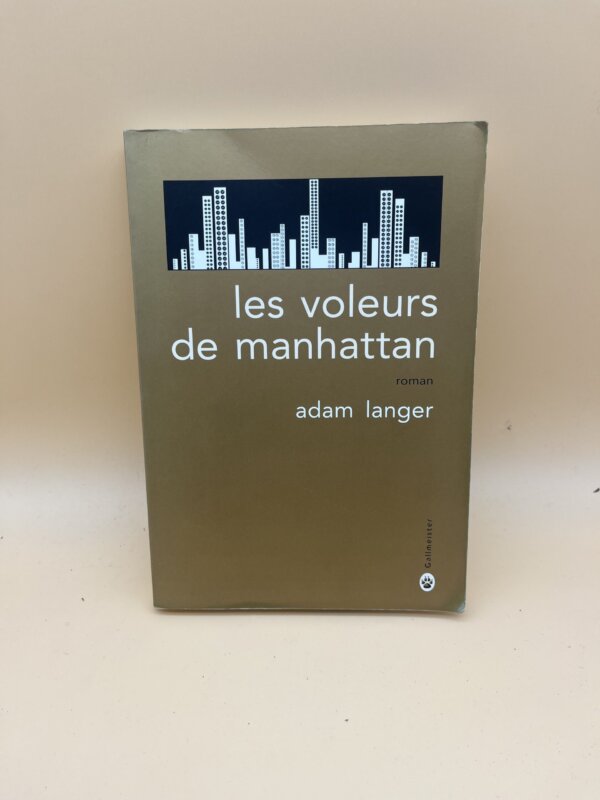 les voleurs
de manhattan
roman
adam langer
Gallmeister